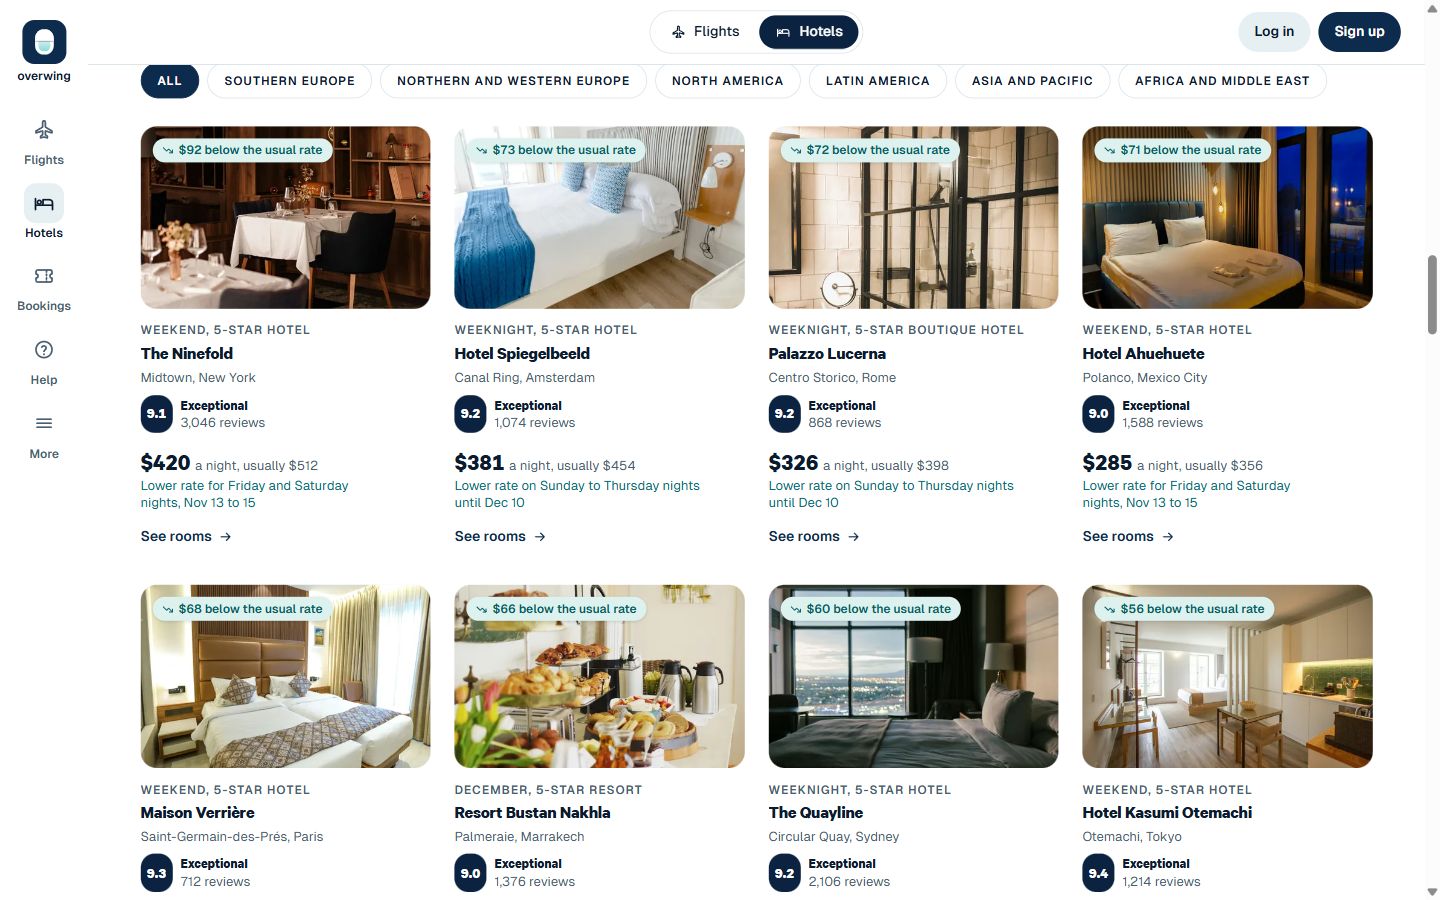 overwing
Flights
Hotels
Log in
Sign up
Flights
Hotels
Bookings
Help
More
ALL
SOUTHERN EUROPE
NORTHERN AND WESTERN EUROPE
NORTH AMERICA
LATIN AMERICA
ASIA AND PACIFIC
AFRICA AND MIDDLE EAST
$92 below the usual rate
WEEKEND, 5-STAR HOTEL
The Ninefold
Midtown, New York
9.1
Exceptional
3,046 reviews
$420 a night, usually $512
Lower rate for Friday and Saturday
nights, Nov 13 to 15
See rooms
$73 below the usual rate
WEEKNIGHT, 5-STAR HOTEL
Hotel Spiegelbeeld
Canal Ring, Amsterdam
9.2
Exceptional
1,074 reviews
$381 a night, usually $454
Lower rate on Sunday to Thursday nights
until Dec 10
See rooms
$72 below the usual rate
WEEKNIGHT, 5-STAR BOUTIQUE HOTEL
Palazzo Lucerna
Centro Storico, Rome
9.2
Exceptional
868 reviews
$326 a night, usually $398
Lower rate on Sunday to Thursday nights
until Dec 10
See rooms
$71 below the usual rate
WEEKEND, 5-STAR HOTEL
Hotel Ahuehuete
Polanco, Mexico City
9.0
Exceptional
1,588 reviews
$285 a night, usually $356
Lower rate for Friday and Saturday
nights, Nov 13 to 15
See rooms
$68 below the usual rate
WEEKEND, 5-STAR HOTEL
Maison Verrière
Saint-Germain-des-Prés, Paris
9.3
Exceptional
712 reviews
$66 below the usual rate
DECEMBER, 5-STAR RESORT
Resort Bustan Nakhla
Palmeraie, Marrakech
9.0
Exceptional
1,376 reviews
$60 below the usual rate
WEEKNIGHT, 5-STAR HOTEL
The Quayline
Circular Quay, Sydney
9.2
Exceptional
2,106 reviews
$56 below the usual rate
WEEKEND, 5-STAR HOTEL
Hotel Kasumi Otemachi
Otemachi, Tokyo
9.4
Exceptional
1,214 reviews